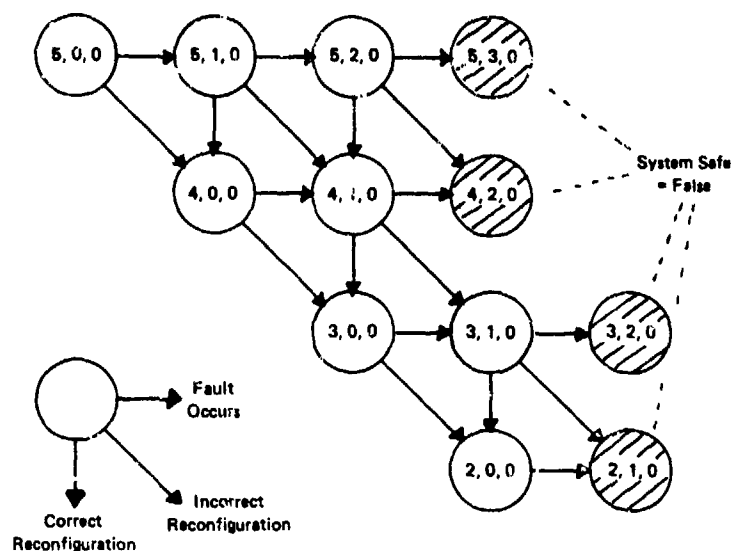 5, 0, 0
5, 1, 0
5, 2, 0
5, 3, 0
System Safe
= False
4, 0, 0
4, 1, 0
4, 2, 0
3, 0, 0
3, 1, 0
3, 2, 0
2, 0, 0
2, 1, 0
Fault
Occurs
Incorrect
Reconfiguration
Correct
Reconfiguration